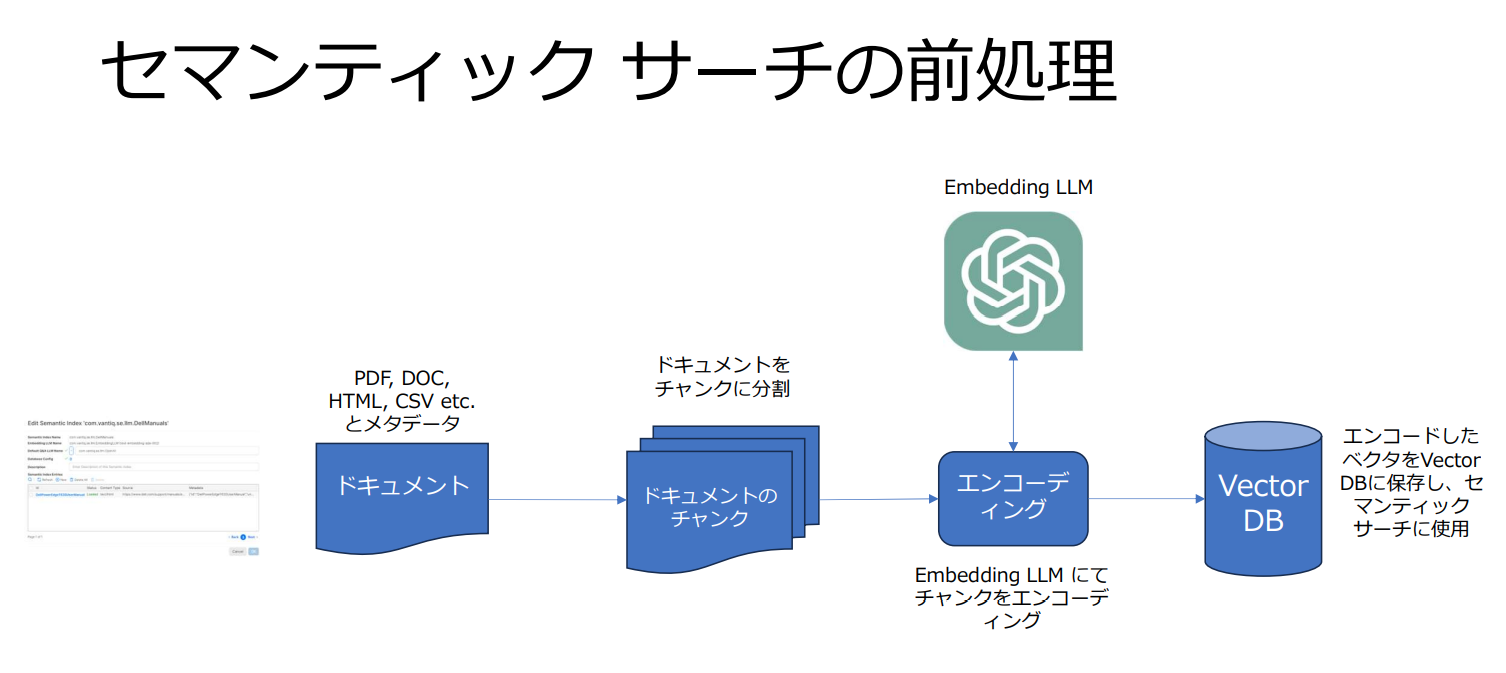 セマンティック サーチの前処理
Embedding LLM
PDF, DOC,
HTML, CSV etc.
とメタデータ
ドキュメント
ドキュメントを
チャンクに分割
ドキュメントの
チャンク
エンコーデ
ィング
Embedding LLM にて
チャンクをエンコーデ
ィング
Vector
DB
エンコードした
ベクタをVector
DBに保存し、セ
マンティック
サーチに使用
Edit Semantic Index 'com.vantiq.se.llm.DellManuals'
Semantic Index Name
Embedding LLM Name
Default Q&A LLM Name
Database Config
Description
Semantic Index Entries
Cancel